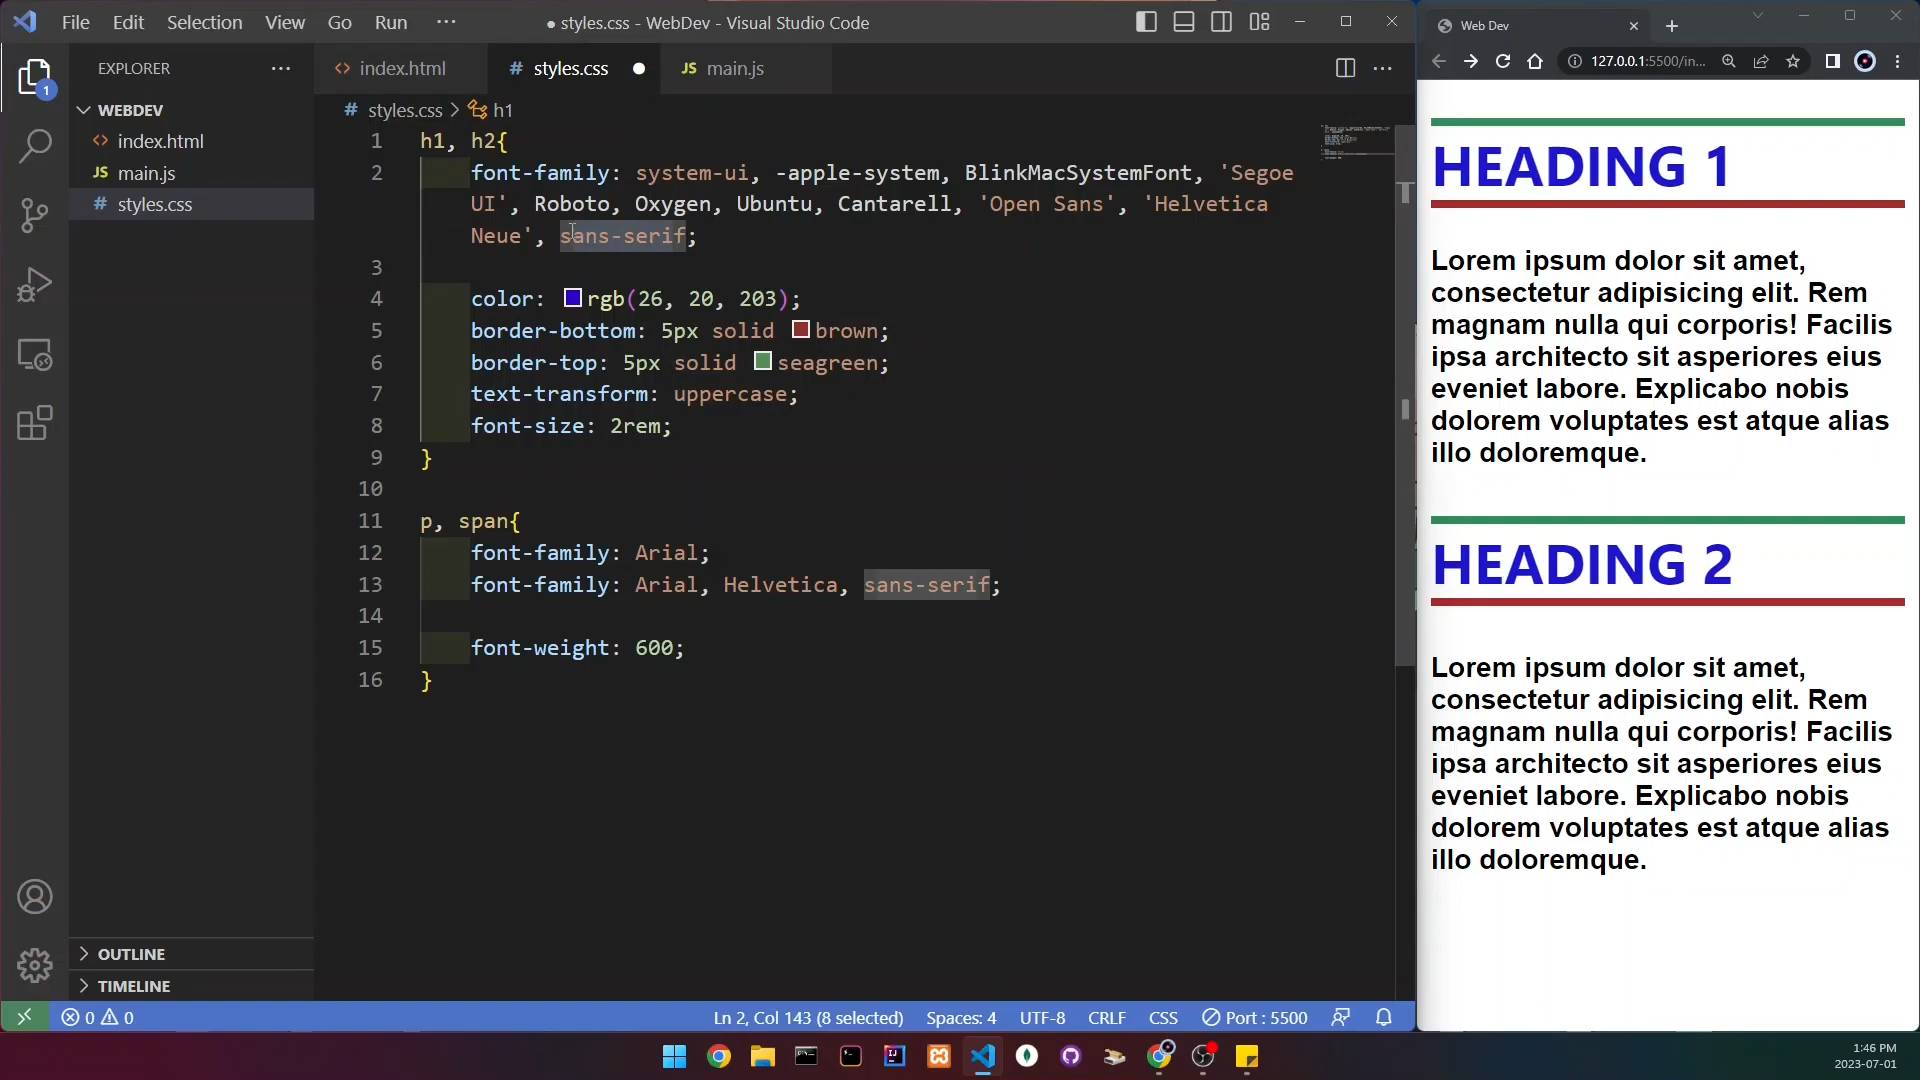 File Edit Selection View Go Run ···
● styles.css - WebDev - Visual Studio Code
Web Dev
127.0.0.1:5500/in...
EXPLORER
index.html
# styles.css
JS main.js
WEBDEV
<> index.html
JS main.js
# styles.css
# styles.css > h1
1 h1, h2{
2 font-family: system-ui, -apple-system, BlinkMacSystemFont, 'Segoe
UI', Roboto, Oxygen, Ubuntu, Cantarell, 'Open Sans', 'Helvetica
Neue', sans-serif;
3
4 color: rgb(26, 20, 203);
5 border-bottom: 5px solid brown;
6 border-top: 5px solid seagreen;
7 text-transform: uppercase;
8 font-size: 2rem;
9 }
10
11 p, span{
12 font-family: Arial;
13 font-family: Arial, Helvetica, sans-serif;
14
15 font-weight: 600;
16 }
OUTLINE
TIMELINE
0 0
Ln 2, Col 143 (8 selected) Spaces: 4 UTF-8 CRLF CSS Port : 5500
HEADING 1
Lorem ipsum dolor sit amet,
consectetur adipisicing elit. Rem
magnam nulla qui corporis! Facilis
ipsa architecto sit asperiores eius
eveniet labore. Explicabo nobis
dolorem voluptates est atque alias
illo doloremque.
HEADING 2
Lorem ipsum dolor sit amet,
consectetur adipisicing elit. Rem
magnam nulla qui corporis! Facilis
ipsa architecto sit asperiores eius
eveniet labore. Explicabo nobis
dolorem voluptates est atque alias
illo doloremque.
1
1:46 PM
2023-07-01